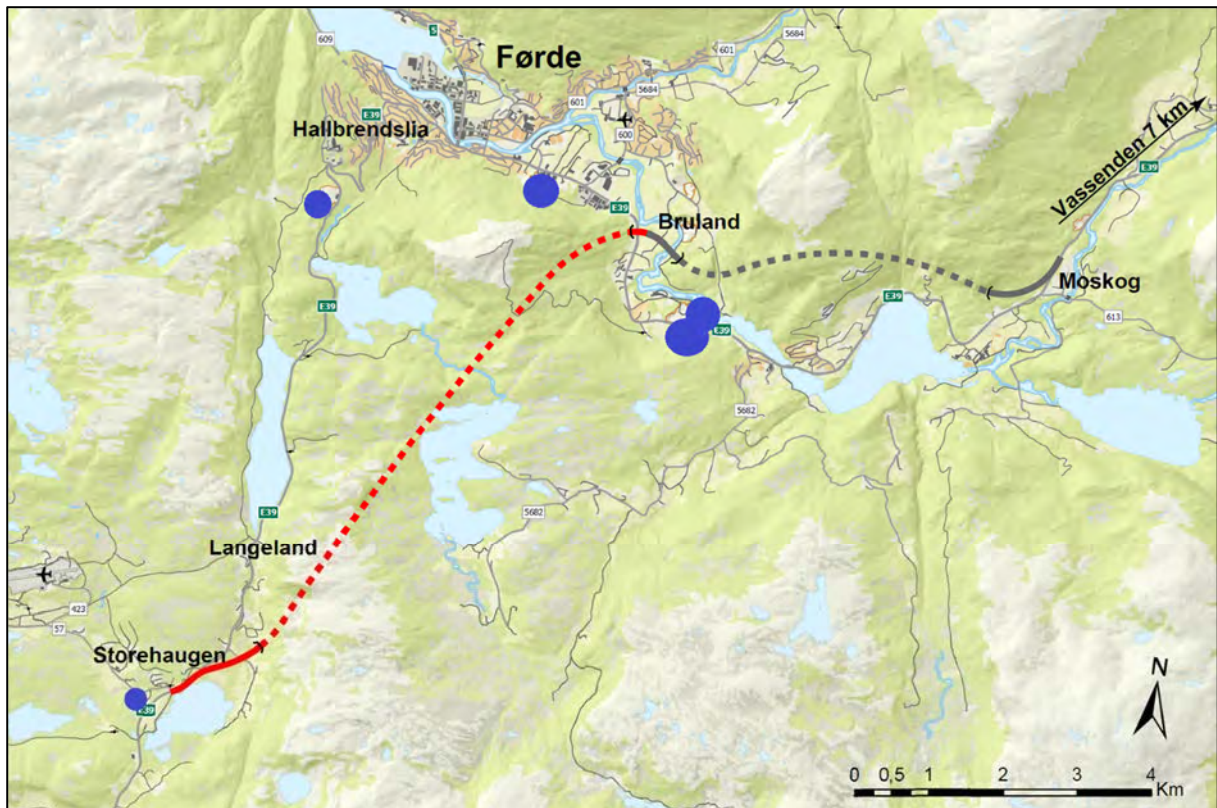 5
609
Førde
601
5684
5684
601
E39
Hallbrendslia
600
E39
Vassenden 7 km
E39
Bruland
E39
E39
Moskog
613
E39
5682
E39
5682
Langeland
423
57
Storehaugen
E39
N
0 0,5 1 2 3 4
Km